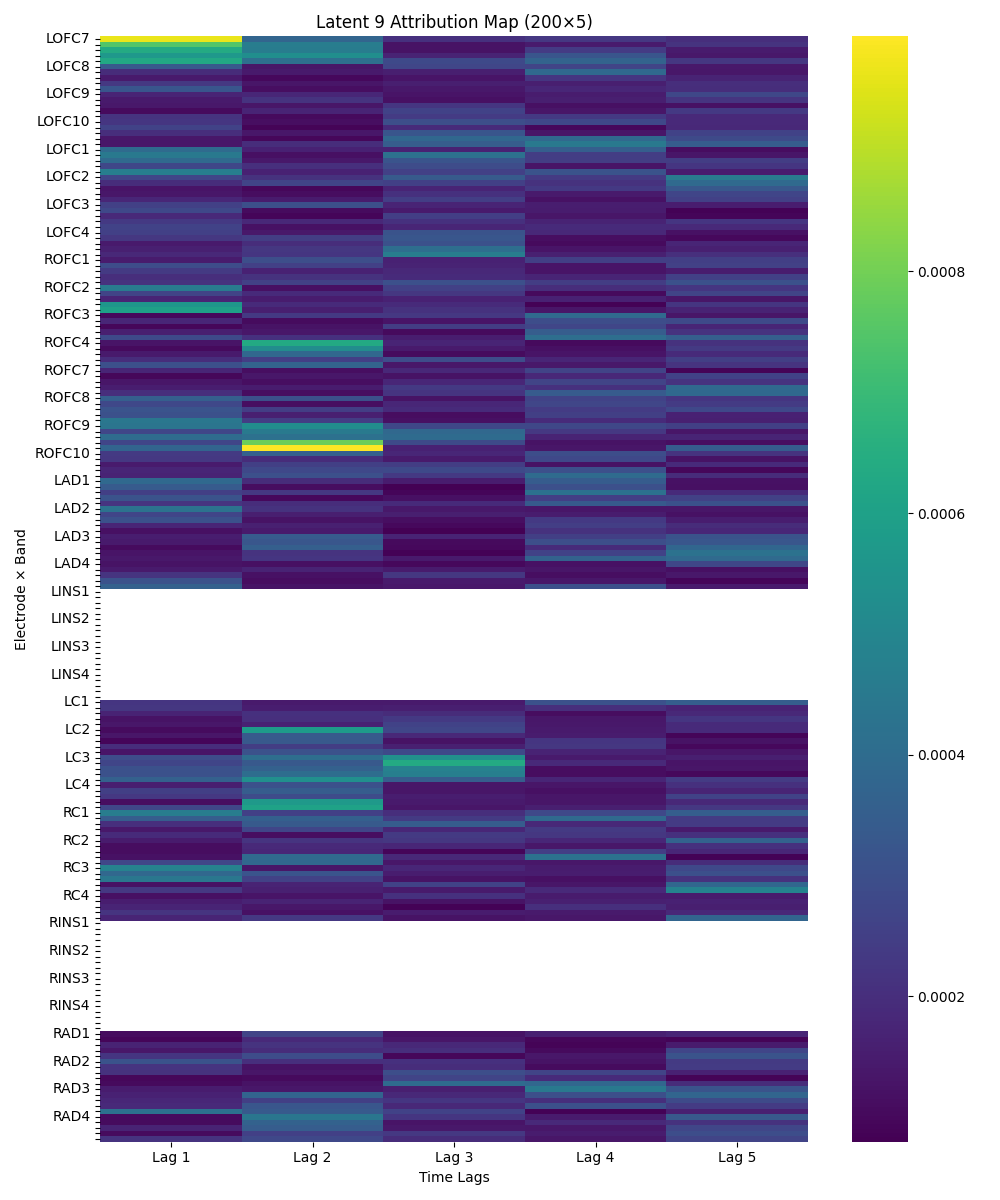 Latent 9 Attribution Map (200×5)
LOFC7
LOFC8
LOFC9
LOFC10
LOFC1
LOFC2
LOFC3
LOFC4
ROFC1
ROFC2
ROFC3
ROFC4
ROFC7
ROFC8
ROFC9
ROFC10
LAD1
LAD2
LAD3
LAD4
LINS1
LINS2
LINS3
LINS4
LC1
LC2
LC3
LC4
RC1
RC2
RC3
RC4
RINS1
RINS2
RINS3
RINS4
RAD1
RAD2
RAD3
RAD4
Electrode × Band
Lag 1 Lag 2 Lag 3 Lag 4 Lag 5
Time Lags
0.0008
0.0006
0.0004
0.0002